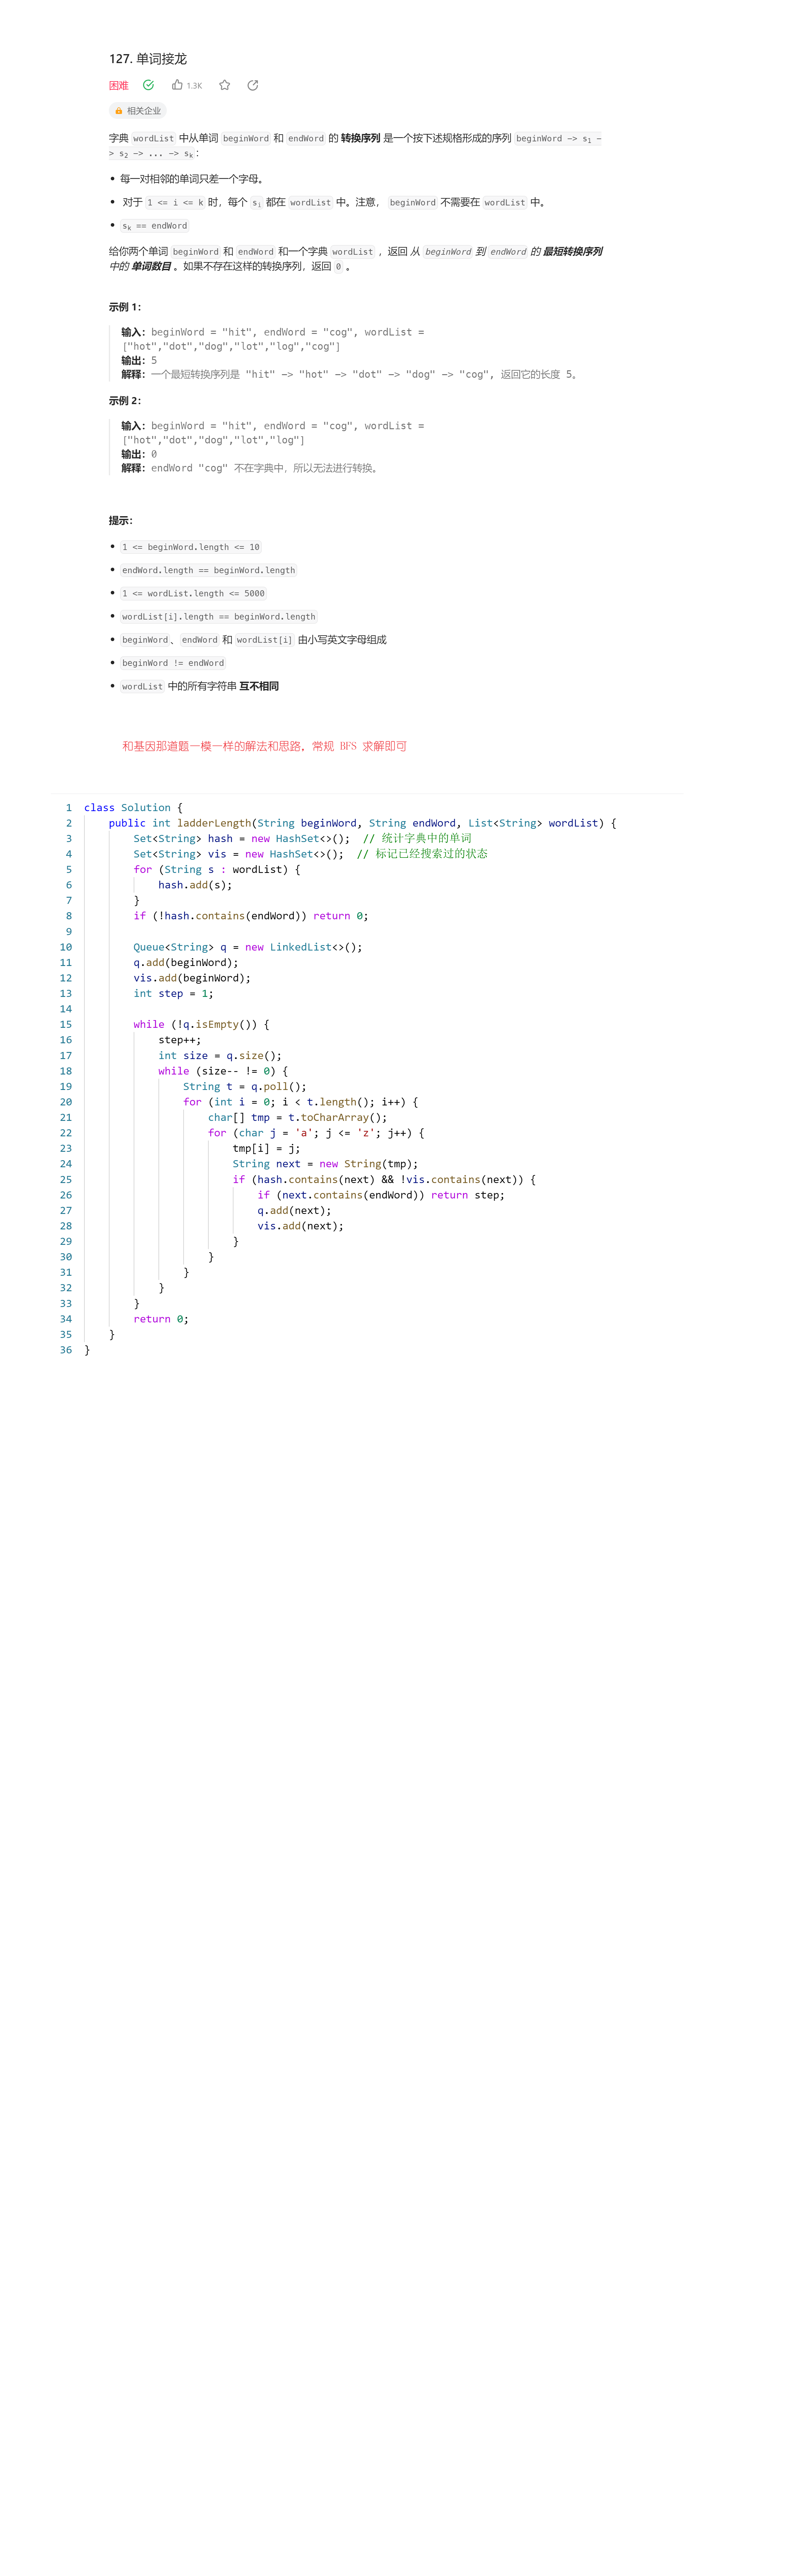 127. 单词接龙
困难 1.3K
相关企业
字典 wordList 中从单词 beginWord 和 endWord 的 转换序列 是一个按下述规格形成的序列 beginWord -> s1 -
> s2 -> ... -> sk：
• 每一对相邻的单词只差一个字母。
• 对于 1 <= i <= k 时，每个 si 都在 wordList 中。注意， beginWord 不需要在 wordList 中。
• sk == endWord
给你两个单词 beginWord 和 endWord 和一个字典 wordList ，返回 从 beginWord 到 endWord 的 最短转换序列
中的 单词数目 。如果不存在这样的转换序列，返回 0 。
示例 1：
输入：beginWord = "hit", endWord = "cog", wordList =
["hot","dot","dog","lot","log","cog"]
输出：5
解释：一个最短转换序列是 "hit" -> "hot" -> "dot" -> "dog" -> "cog", 返回它的长度 5。
示例 2：
输入：beginWord = "hit", endWord = "cog", wordList =
["hot","dot","dog","lot","log"]
输出：0
解释：endWord "cog" 不在字典中，所以无法进行转换。
提示：
• 1 <= beginWord.length <= 10
• endWord.length == beginWord.length
• 1 <= wordList.length <= 5000
• wordList[i].length == beginWord.length
• beginWord、endWord 和 wordList[i] 由小写英文字母组成
• beginWord != endWord
• wordList 中的所有字符串 互不相同
和基因那道题一模一样的解法和思路，常规 BFS 求解即可
1 class Solution {
2     public int ladderLength(String beginWord, String endWord, List<String> wordList) {
3         Set<String> hash = new HashSet<>();  // 统计字典中的单词
4         Set<String> vis = new HashSet<>();  // 标记已经搜索过的状态
5         for (String s : wordList) {
6             hash.add(s);
7         }
8         if (!hash.contains(endWord)) return 0;
9
10         Queue<String> q = new LinkedList<>();
11         q.add(beginWord);
12         vis.add(beginWord);
13         int step = 1;
14
15         while (!q.isEmpty()) {
16             step++;
17             int size = q.size();
18             while (size-- != 0) {
19                 String t = q.poll();
20                 for (int i = 0; i < t.length(); i++) {
21                     char[] tmp = t.toCharArray();
22                     for (char j = 'a'; j <= 'z'; j++) {
23                         tmp[i] = j;
24                         String next = new String(tmp);
25                         if (hash.contains(next) && !vis.contains(next)) {
26                             if (next.contains(endWord)) return step;
27                             q.add(next);
28                             vis.add(next);
29                         }
30                     }
31                 }
32             }
33         }
34         return 0;
35     }
36 }